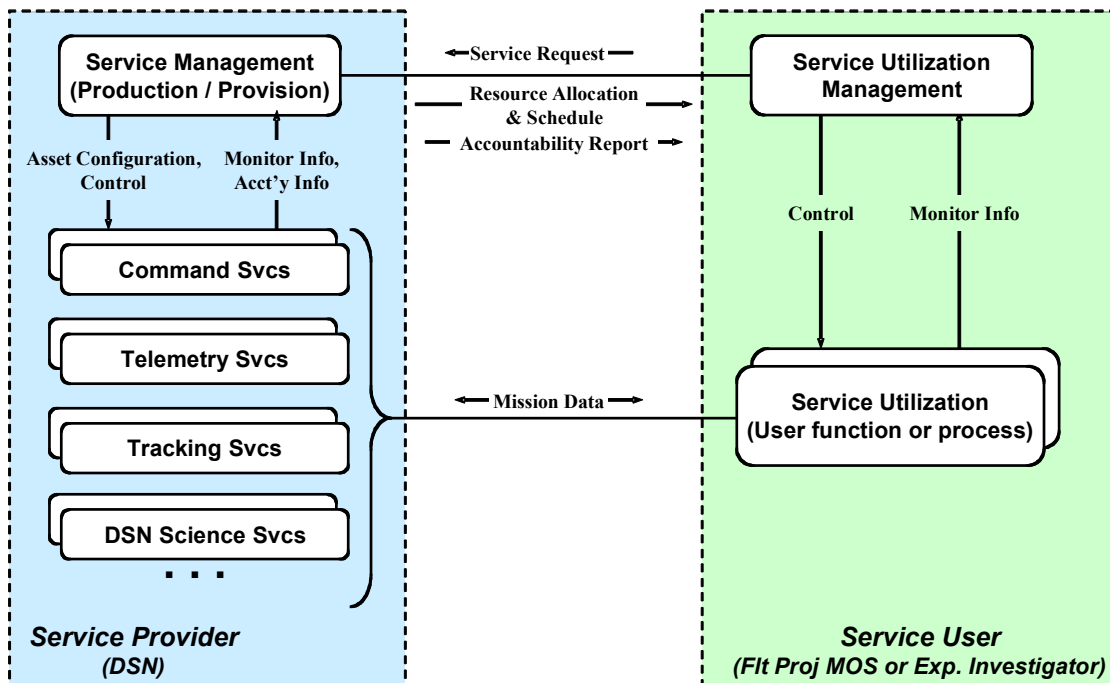 Service Management
(Production / Provision)
Service Request
Service Utilization
Management
Resource Allocation
& Schedule
Accountability Report
Asset Configuration,
Control
Monitor Info,
Acct'y Info
Control
Monitor Info
Command Svcs
Telemetry Svcs
Mission Data
Service Utilization
(User function or process)
Tracking Svcs
DSN Science Svcs
. . .
Service Provider
(DSN)
Service User
(Flt Proj MOS or Exp. Investigator)